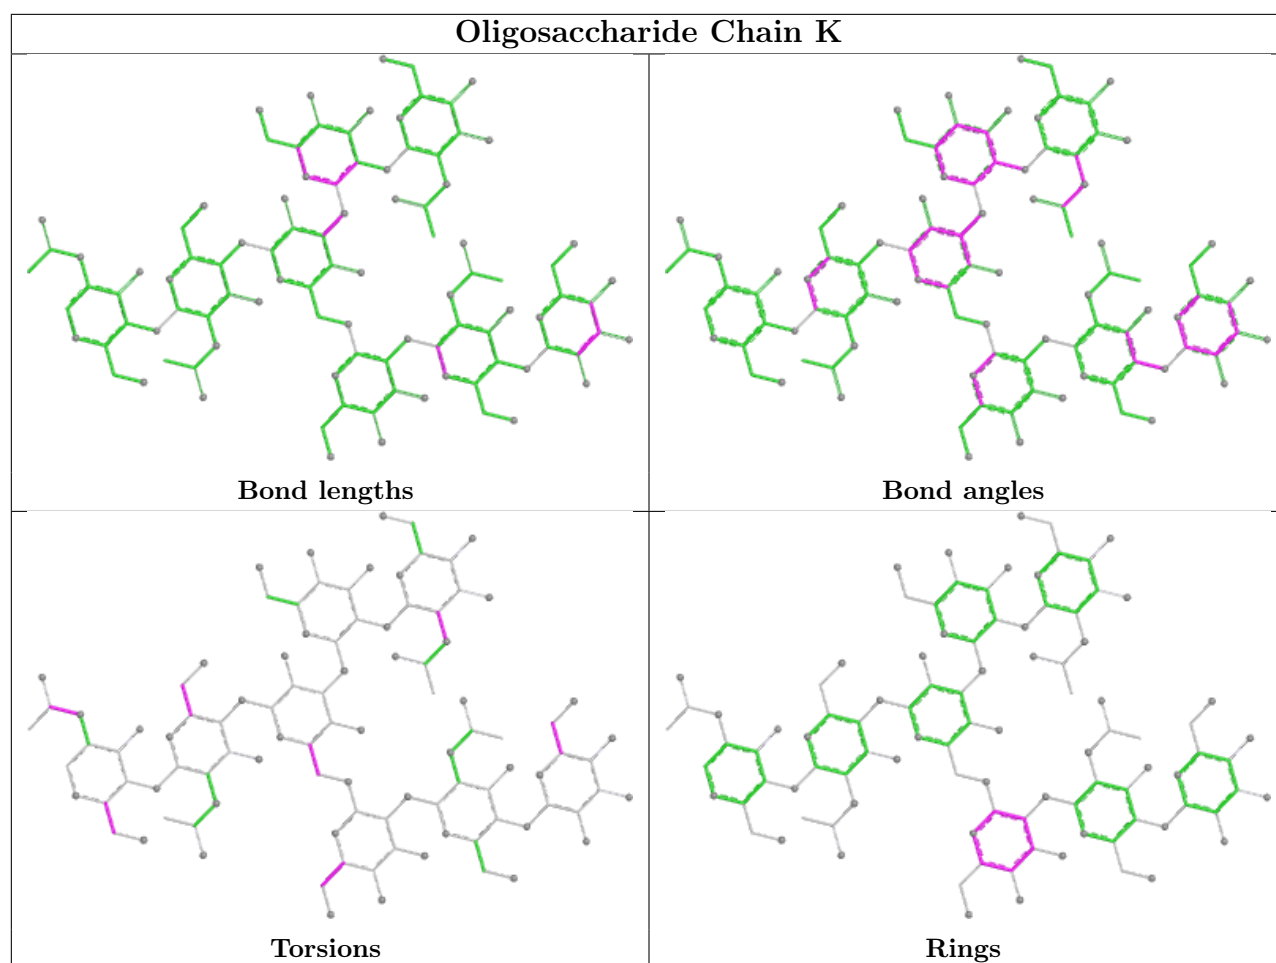 Oligosaccharide Chain K
Bond lengths
Bond angles
Torsions
Rings